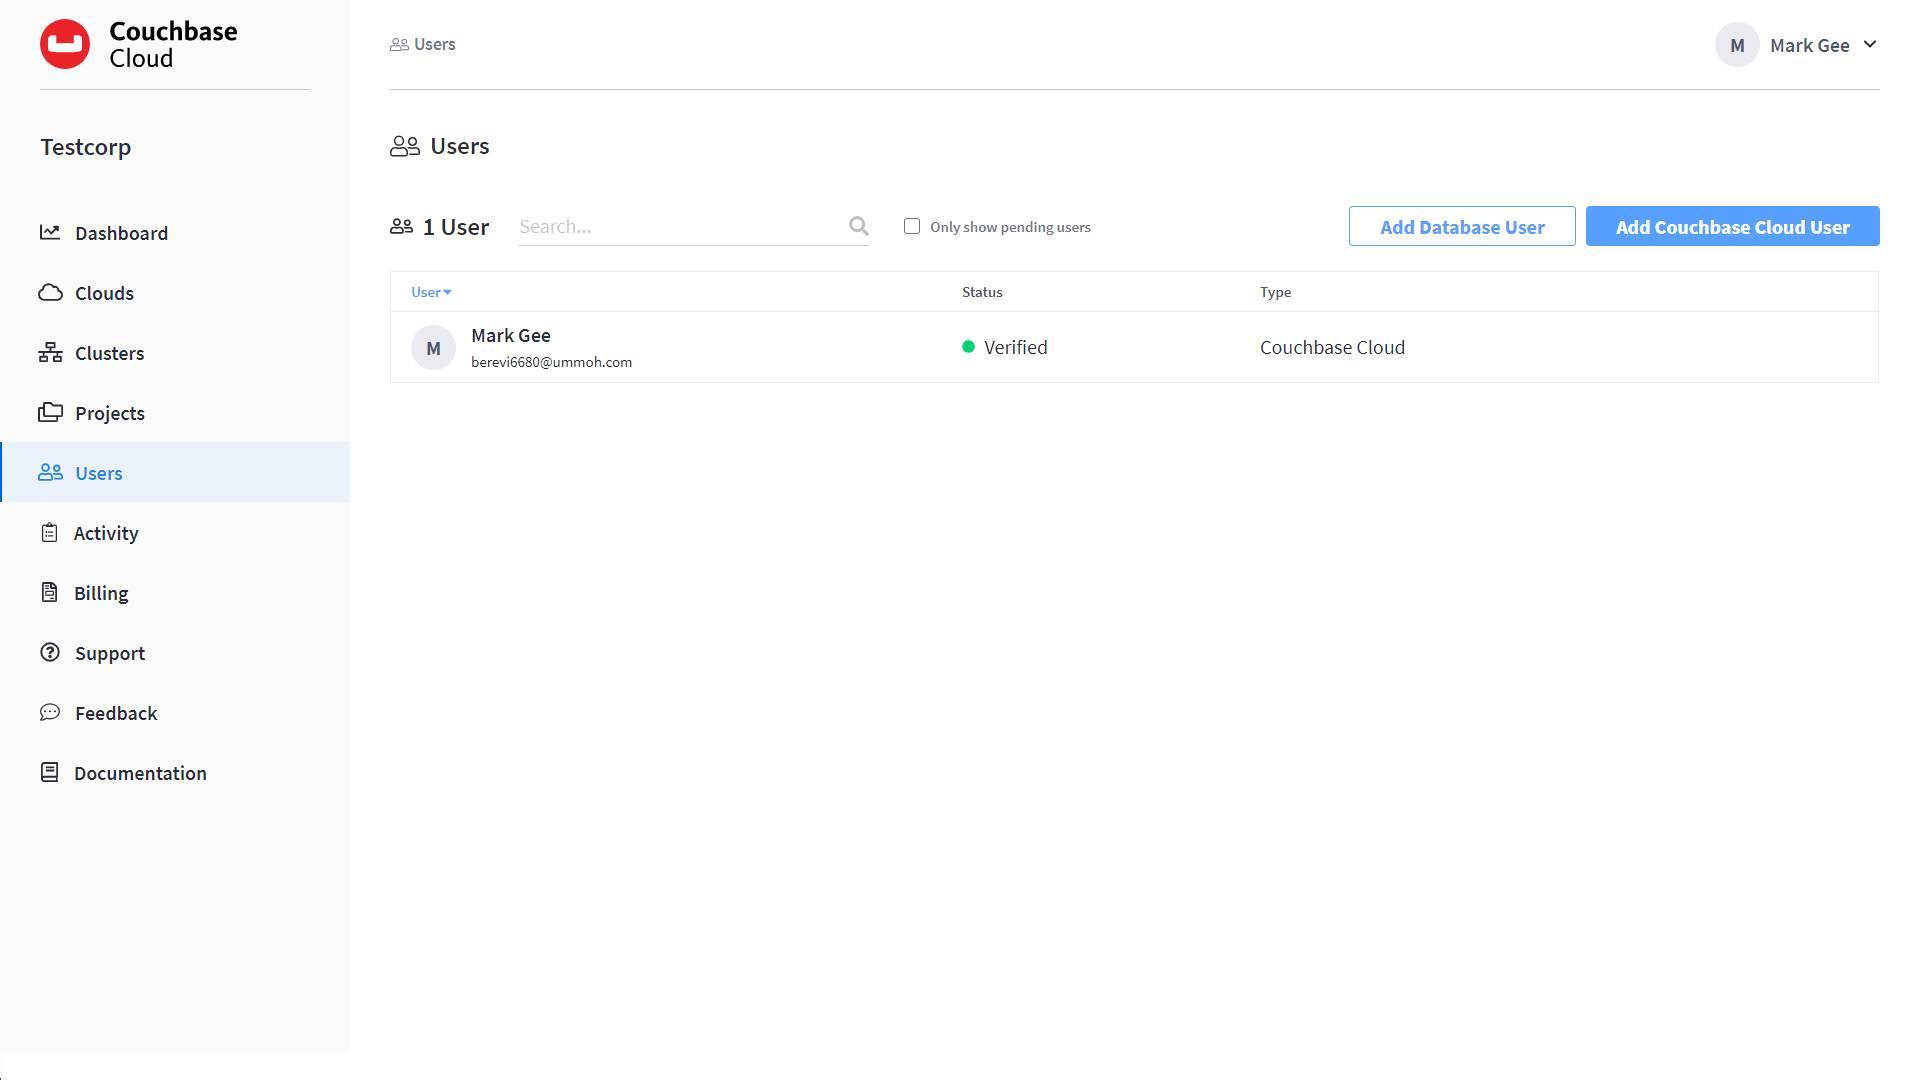 Couchbase
Cloud
Testcorp
Dashboard
Clouds
Clusters
Projects
Users
Activity
Billing
Support
Feedback
Documentation
Users
M Mark Gee
Users
1 User Search... Only show pending users Add Database User Add Couchbase Cloud User
User Status Type
M Mark Gee Verified Couchbase Cloud
berevi6680@ummoh.com